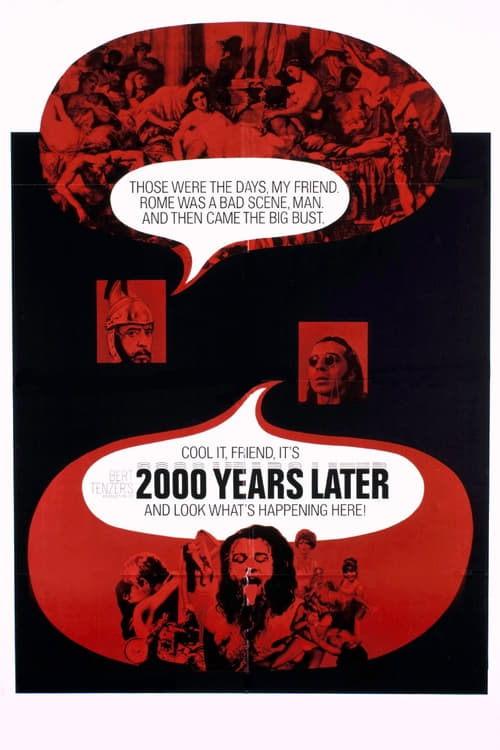 THOSE WERE THE DAYS, MY FRIEND.
ROME WAS A BAD SCENE, MAN.
AND THEN CAME THE BIG BUST.
COOL IT, FRIEND, IT'S
BERT
TENZER'S
2000 YEARS LATER
AND LOOK WHAT'S HAPPENING HERE!